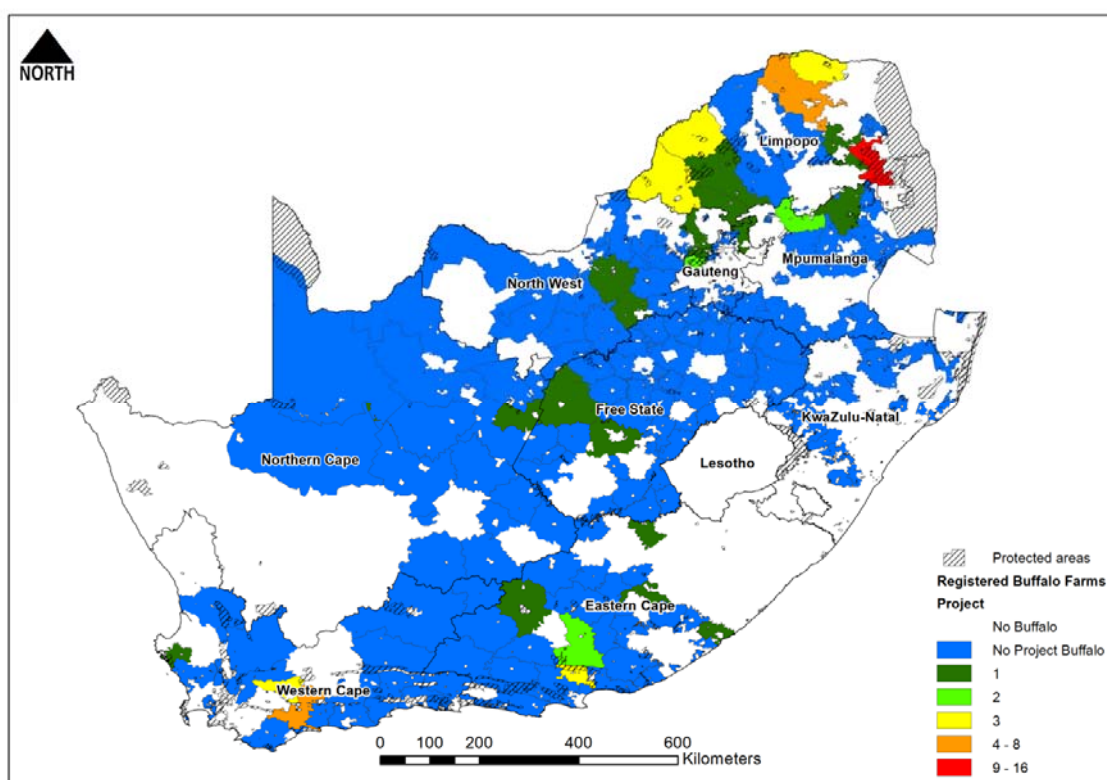 NORTH
Limpopo
Mpumalanga
Gauteng
North West
Free State
KwaZulu-Natal
Northern Cape
Lesotho
Eastern Cape
Western Cape
Protected areas
Registered Buffalo Farms
Project
No Buffalo
No Project Buffalo
1
2
3
4 - 8
9 - 16
0 100 200 400 600
Kilometers